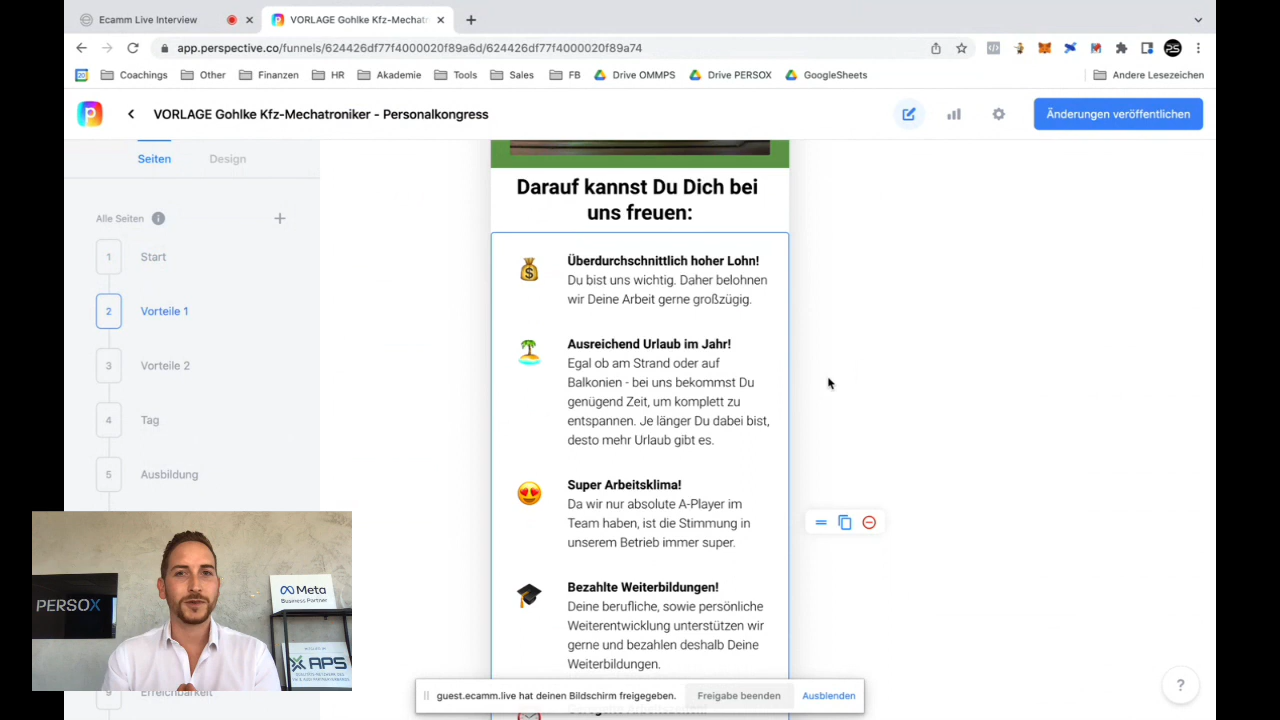 Ecamm Live Interview
VORLAGE Gohlke Kfz-Mechatr
app.perspective.co/funnels/624426df77f4000020f89a6d/624426df77f4000020f89a74
Coachings
Other
Finanzen
HR
Akademie
Tools
Sales
FB
Drive OMMPS
Drive PERSOX
GoogleSheets
Andere Lesezeichen
VORLAGE Gohlke Kfz-Mechatroniker - Personalkongress
Änderungen veröffentlichen
Seiten
Design
Alle Seiten
1
Start
2
Vorteile 1
3
Vorteile 2
4
Tag
5
Ausbildung
Erreichbarkeit
Darauf kannst Du Dich bei
uns freuen:
Überdurchschnittlich hoher Lohn!
Du bist uns wichtig. Daher belohnen
wir Deine Arbeit gerne großzügig.
Ausreichend Urlaub im Jahr!
Egal ob am Strand oder auf
Balkonien - bei uns bekommst Du
genügend Zeit, um komplett zu
entspannen. Je länger Du dabei bist,
desto mehr Urlaub gibt es.
Super Arbeitsklima!
Da wir nur absolute A-Player im
Team haben, ist die Stimmung in
unserem Betrieb immer super.
Bezahlte Weiterbildungen!
Deine berufliche, sowie persönliche
Weiterentwicklung unterstützen wir
gerne und bezahlen deshalb Deine
Weiterbildungen.
guest.ecamm.live hat deinen Bildschirm freigegeben.
Freigabe beenden
Ausblenden
?
PERSOX
Meta
Business Partner
APS